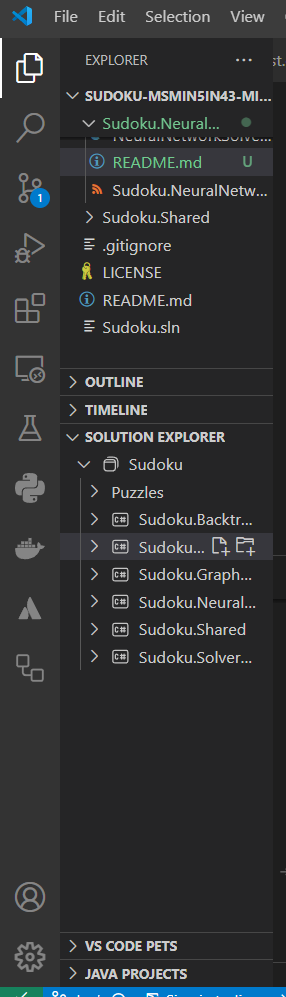 File Edit Selection View
EXPLORER ...
SUDOKU-MSMIN5IN43-MI...
Sudoku.Neural...
README.md U
Sudoku.NeuralNetw...
Sudoku.Shared
.gitignore
LICENSE
README.md
Sudoku.sln
OUTLINE
TIMELINE
SOLUTION EXPLORER
Sudoku
Puzzles
C# Sudoku.Backtr...
C# Sudoku...
C# Sudoku.Graph...
C# Sudoku.Neural...
C# Sudoku.Shared
C# Sudoku.Solver...
1
VS CODE PETS
JAVA PROJECTS